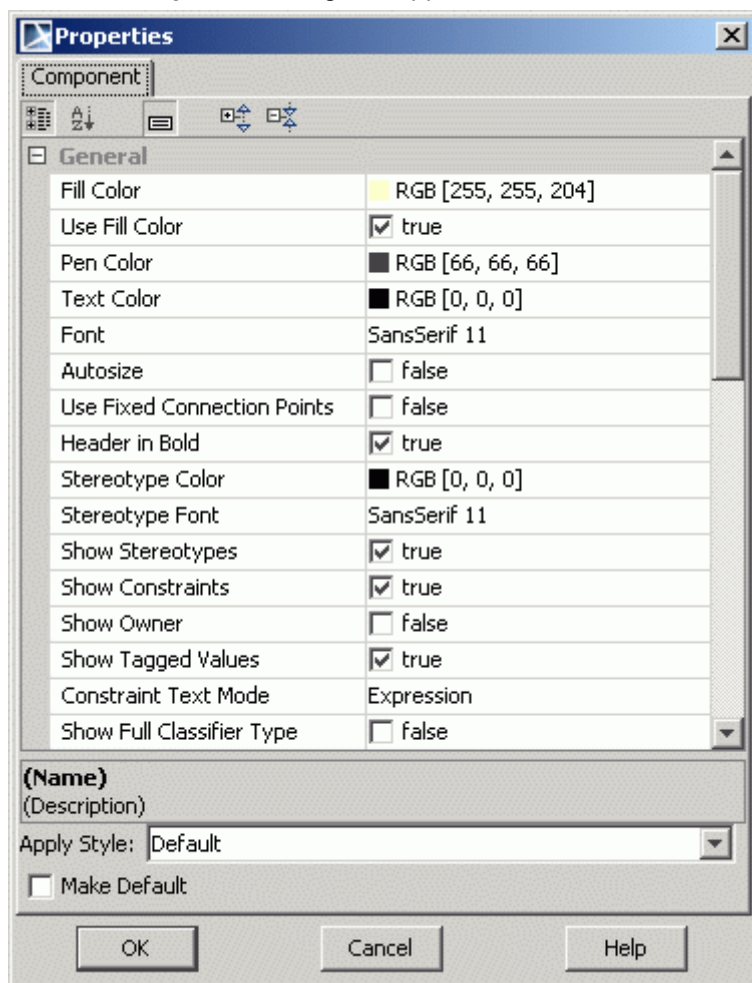 Properties
Component
General
Fill Color RGB [255, 255, 204]
Use Fill Color true
Pen Color RGB [66, 66, 66]
Text Color RGB [0, 0, 0]
Font SansSerif 11
Autosize false
Use Fixed Connection Points false
Header in Bold true
Stereotype Color RGB [0, 0, 0]
Stereotype Font SansSerif 11
Show Stereotypes true
Show Constraints true
Show Owner false
Show Tagged Values true
Constraint Text Mode Expression
Show Full Classifier Type false
(Name)
(Description)
Apply Style: Default
Make Default
OK Cancel Help